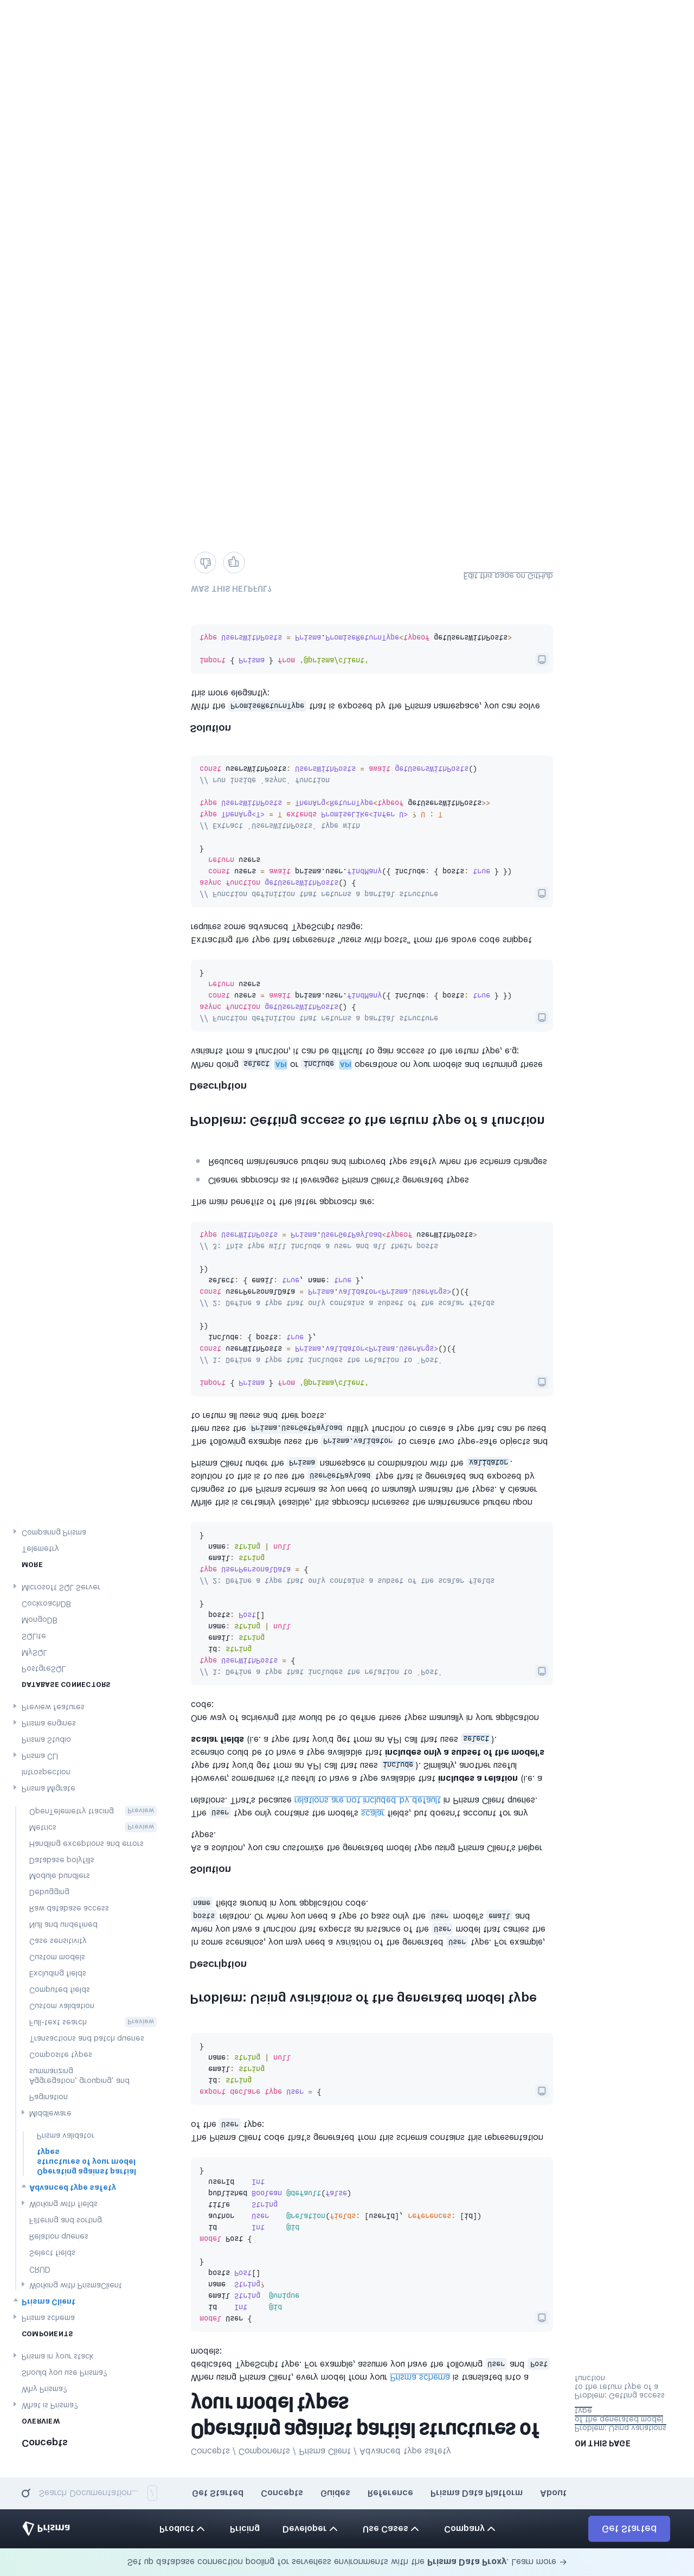 Set up database connection pooling for serverless environments with the Prisma Data Proxy. Learn more →
Prisma
Product
Pricing
Developer
Use Cases
Company
Get Started
Search Documentation... /
Get Started
Concepts
Guides
Reference
Prisma Data Platform
About
Concepts
OVERVIEW
What is Prisma?
Why Prisma?
Should you use Prisma?
Prisma in your stack
COMPONENTS
Prisma schema
Prisma Client
Working with PrismaClient
CRUD
Select fields
Relation queries
Filtering and sorting
Working with fields
Advanced type safety
Operating against partial
structures of your model
types
Prisma validator
Middleware
Pagination
Aggregation, grouping, and
summarizing
Composite types
Transactions and batch queries
Full-text search Preview
Custom validation
Computed fields
Excluding fields
Custom models
Case sensitivity
Null and undefined
Raw database access
Debugging
Module bundlers
Database polyfills
Handling exceptions and errors
Metrics Preview
OpenTelemetry tracing Preview
Prisma Migrate
Introspection
Prisma CLI
Prisma Studio
Prisma engines
Preview features
DATABASE CONNECTORS
PostgreSQL
MySQL
SQLite
MongoDB
CockroachDB
Microsoft SQL Server
MORE
Telemetry
Comparing Prisma
Concepts / Components / Prisma Client / Advanced type safety
Operating against partial structures of
your model types
When using Prisma Client, every model from your Prisma schema is translated into a
dedicated TypeScript type. For example, assume you have the following User and Post
models:
model User {
id Int @id
email String @unique
name String?
posts Post[]
}
model Post {
id Int @id
author User @relation(fields: [userId], references: [id])
title String
published Boolean @default(false)
userId Int
}
The Prisma Client code that's generated from this schema contains this representation
of the User type:
export declare type User = {
id: string
email: string
name: string | null
}
Problem: Using variations of the generated model type
Description
In some scenarios, you may need a variation of the generated User type. For example,
when you have a function that expects an instance of the User model that carries the
posts relation. Or when you need a type to pass only the User model's email and
name fields around in your application code.
Solution
As a solution, you can customize the generated model type using Prisma Client's helper
types.
The User type only contains the model's scalar fields, but doesn't account for any
relations. That's because relations are not included by default in Prisma Client queries.
However, sometimes it's useful to have a type available that includes a relation (i.e. a
type that you'd get from an API call that uses include). Similarly, another useful
scenario could be to have a type available that includes only a subset of the model's
scalar fields (i.e. a type that you'd get from an API call that uses select).
One way of achieving this would be to define these types manually in your application
code:
// 1: Define a type that includes the relation to `Post`
type UserWithPosts = {
id: string
email: string
name: string | null
posts: Post[]
}
// 2: Define a type that only contains a subset of the scalar fields
type UserPersonalData = {
email: string
name: string | null
}
While this is certainly feasible, this approach increases the maintenance burden upon
changes to the Prisma schema as you need to manually maintain the types. A cleaner
solution to this is to use the UserGetPayload type that is generated and exposed by
Prisma Client under the Prisma namespace in combination with the validator.
The following example uses the Prisma.validator to create two type-safe objects and
then uses the Prisma.UserGetPayload utility function to create a type that can be used
to return all users and their posts.
import { Prisma } from '@prisma/client'
// 1: Define a type that includes the relation to `Post`
const userWithPosts = Prisma.validator<Prisma.UserArgs>()({
include: { posts: true },
})
// 2: Define a type that only contains a subset of the scalar fields
const userPersonalData = Prisma.validator<Prisma.UserArgs>()({
select: { email: true, name: true },
})
// 3: This type will include a user and all their posts
type UserWithPosts = Prisma.UserGetPayload<typeof userWithPosts>
The main benefits of the latter approach are:
Cleaner approach as it leverages Prisma Client's generated types
Reduced maintenance burden and improved type safety when the schema changes
Problem: Getting access to the return type of a function
Description
When doing select API or include API operations on your models and returning these
variants from a function, it can be difficult to gain access to the return type, e.g:
// Function definition that returns a partial structure
async function getUsersWithPosts() {
const users = await prisma.user.findMany({ include: { posts: true } })
return users
}
Extracting the type that represents "users with posts" from the above code snippet
requires some advanced TypeScript usage:
// Function definition that returns a partial structure
async function getUsersWithPosts() {
const users = await prisma.user.findMany({ include: { posts: true } })
return users
}
// Extract `UsersWithPosts` type with
type ThenArg<T> = T extends PromiseLike<infer U> ? U : T
type UsersWithPosts = ThenArg<ReturnType<typeof getUsersWithPosts>>
// run inside `async` function
const usersWithPosts: UsersWithPosts = await getUsersWithPosts()
Solution
With the PromiseReturnType that is exposed by the Prisma namespace, you can solve
this more elegantly:
import { Prisma } from '@prisma/client'
type UsersWithPosts = Prisma.PromiseReturnType<typeof getUsersWithPosts>
WAS THIS HELPFUL?
Edit this page on GitHub
ON THIS PAGE
Problem: Using variations
of the generated model
type
Problem: Getting access
to the return type of a
function